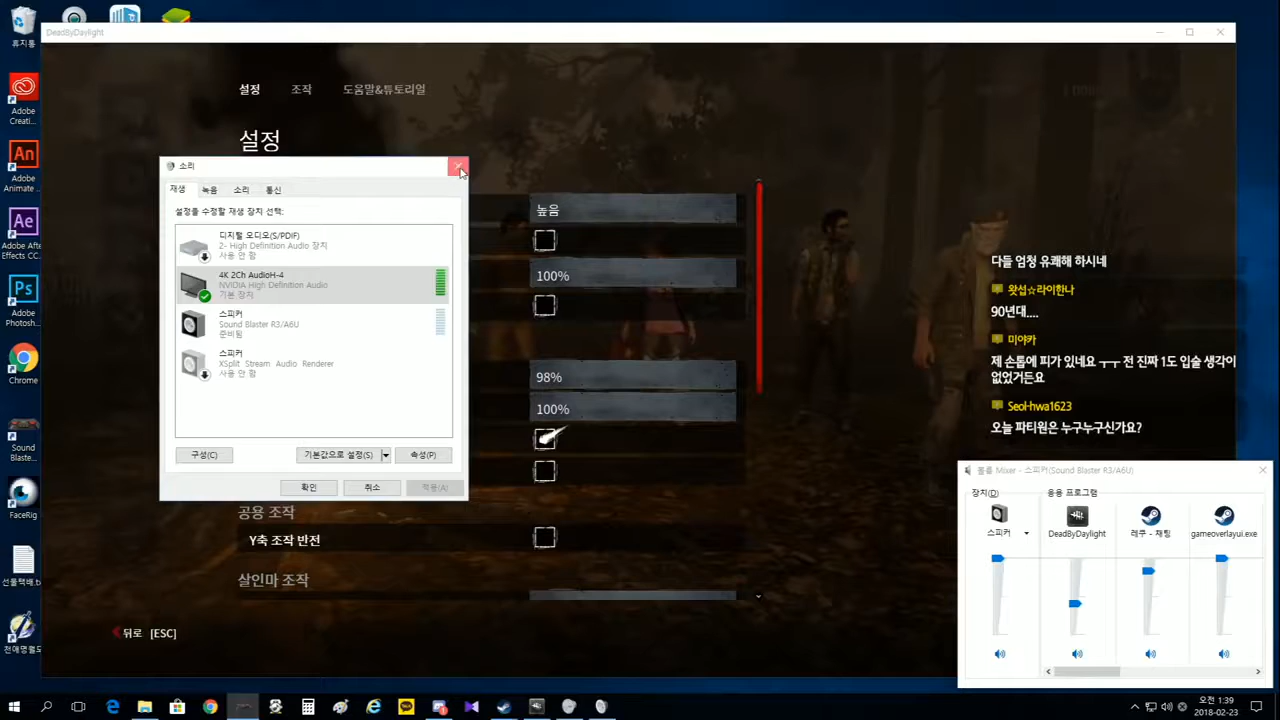 DeadByDaylight
휴지통
Adobe
Creati...
Adobe
Animate ...
Adobe Afte
Effects CC...
Adobe
Photosh...
Chrome
Sound
Blaste...
FaceRig
선물택배.t
천애명월도
설정
조작
도움말&튜토리얼
설정
소리
재생
녹음
소리
통신
설정을 수정할 재생 장치 선택:
디지털 오디오(S/PDIF)
2- High Definition Audio 장치
사용 안 함
4K 2Ch AudioH-4
NVIDIA High Definition Audio
기본 장치
스피커
Sound Blaster R3/A6U
준비됨
스피커
XSplit Stream Audio Renderer
사용 안 함
구성(C)
기본값으로 설정(S)
속성(P)
확인
취소
적용(A)
높음
100%
98%
100%
공용 조작
Y축 조작 반전
살인마 조작
뒤로 [ESC]
다들 엄청 유쾌해 하시네
왓섭☆라이한나
90년대....
미야카
제 손톱에 피가 있네요 ㅜㅜ 전 진짜 1도 입술 생각이
없었거든요
Seol-hwa1623
오늘 파티원은 누구누구신가요?
볼륨 Mixer - 스피커(Sound Blaster R3/A6U)
장치(D)
응용 프로그램
스피커
DeadByDaylight
레쿠 - 채팅
gameoverlayui.exe
TALK
오전 1:39
2018-02-23